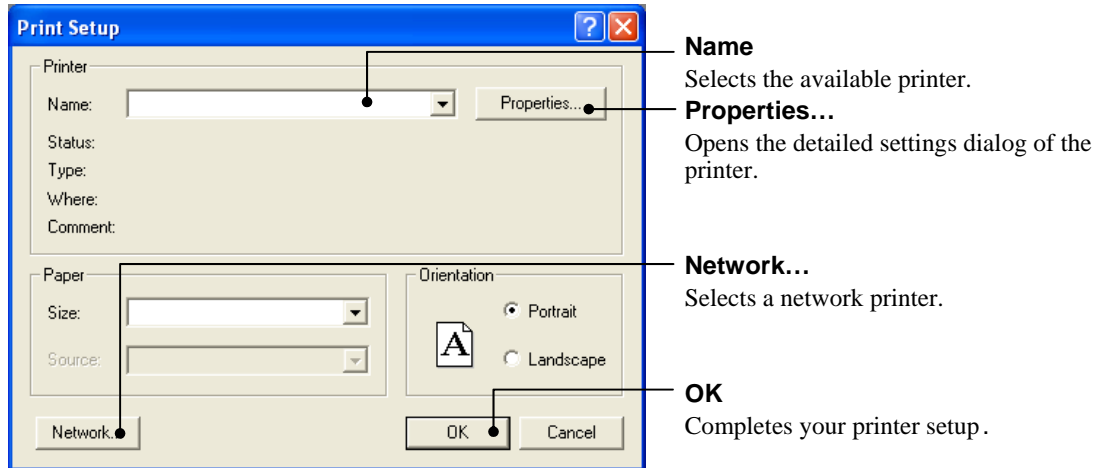 Print Setup
Printer
Name:
Properties...
Status:
Type:
Where:
Comment:
Paper
Size:
Source:
Orientation
A
Portrait
Landscape
Network..
OK
Cancel
Name
Selects the available printer.
Properties…
Opens the detailed settings dialog of the
printer.
Network…
Selects a network printer.
OK
Completes your printer setup.